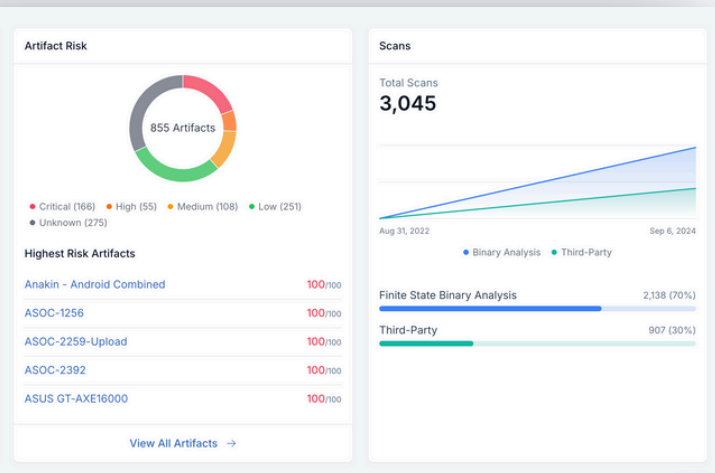 Artifact Risk
855 Artifacts
Critical (166) High (55) Medium (108) Low (251)
Unknown (275)
Highest Risk Artifacts
Anakin - Android Combined 100/100
ASOC-1256 100/100
ASOC-2259-Upload 100/100
ASOC-2392 100/100
ASUS GT-AXE16000 100/100
View All Artifacts →
Scans
Total Scans
3,045
Aug 31, 2022 Sep 6, 2024
Binary Analysis Third-Party
Finite State Binary Analysis 2,138 (70%)
Third-Party 907 (30%)